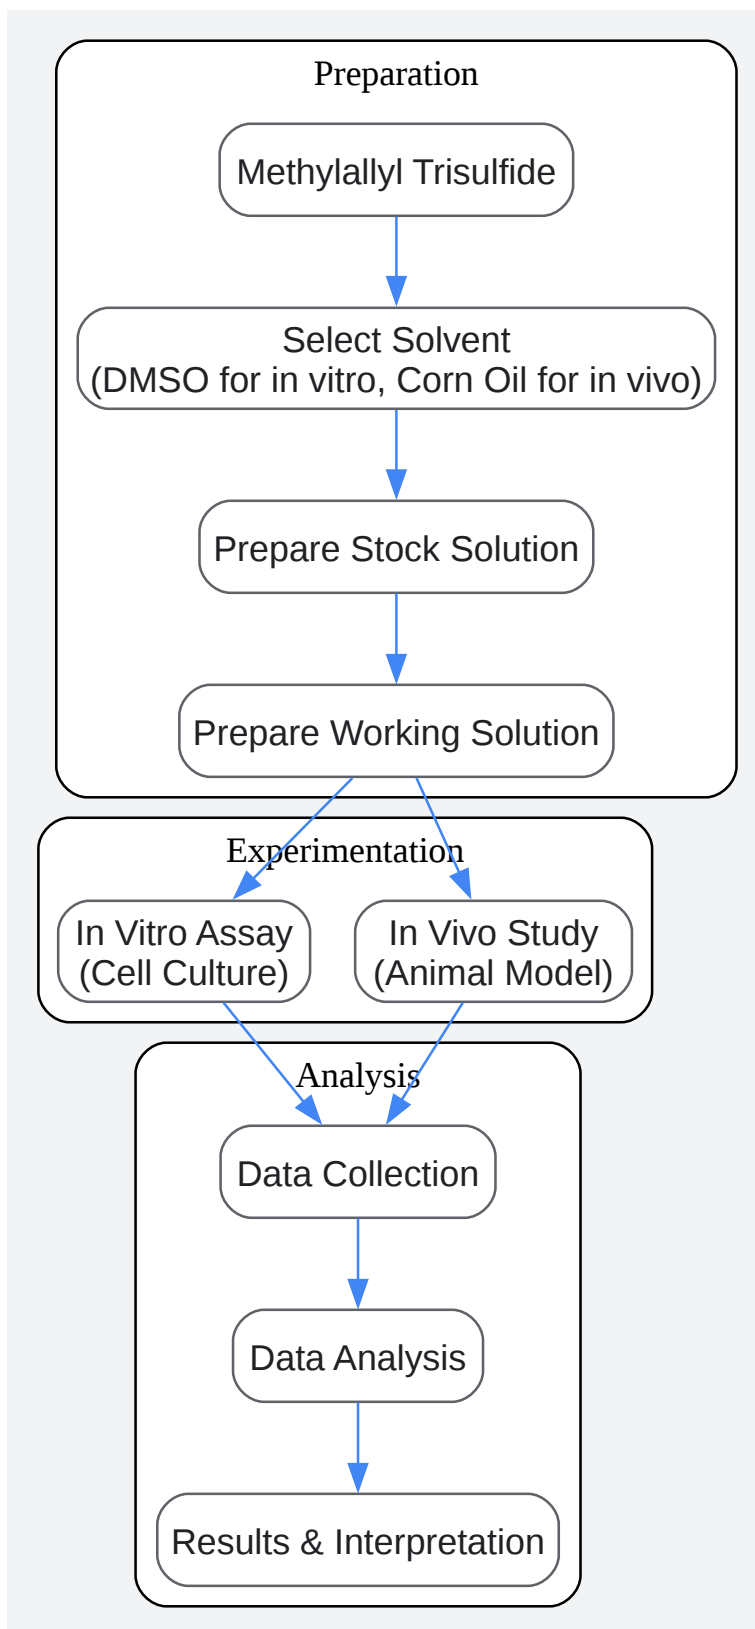 Preparation
Methylallyl Trisulfide
Select Solvent
(DMSO for in vitro, Corn Oil for in vivo)
Prepare Stock Solution
Prepare Working Solution
Experimentation
In Vitro Assay
(Cell Culture)
In Vivo Study
(Animal Model)
Analysis
Data Collection
Data Analysis
Results & Interpretation